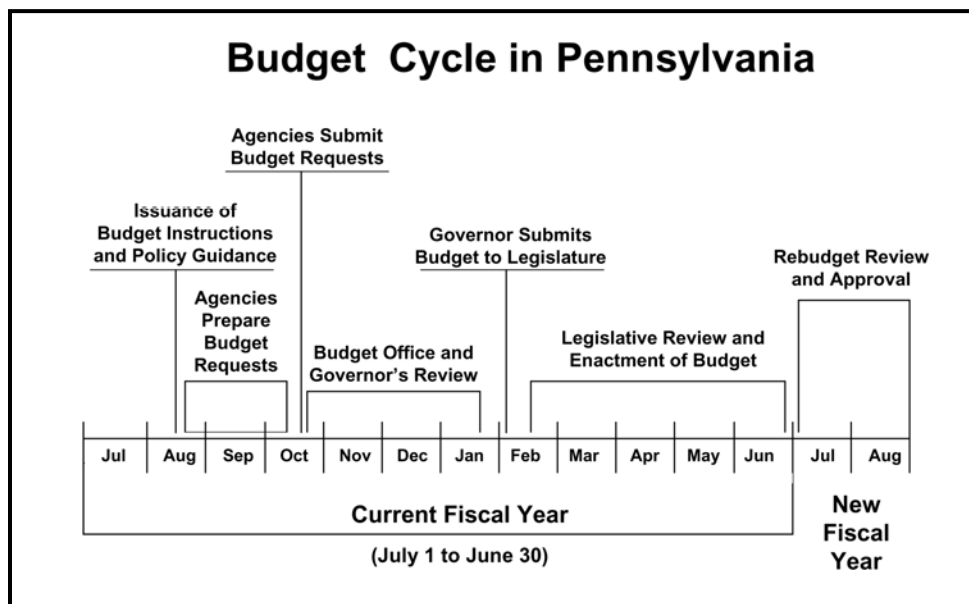 Budget Cycle in Pennsylvania
Agencies Submit
Budget Requests
Issuance of
Budget Instructions
and Policy Guidance
Governor Submits
Budget to Legislature
Rebudget Review
and Approval
Agencies
Prepare
Budget
Requests
Budget Office and
Governor's Review
Legislative Review and
Enactment of Budget
Jul Aug Sep Oct Nov Dec Jan Feb Mar Apr May Jun Jul Aug
Current Fiscal Year
(July 1 to June 30)
New
Fiscal
Year